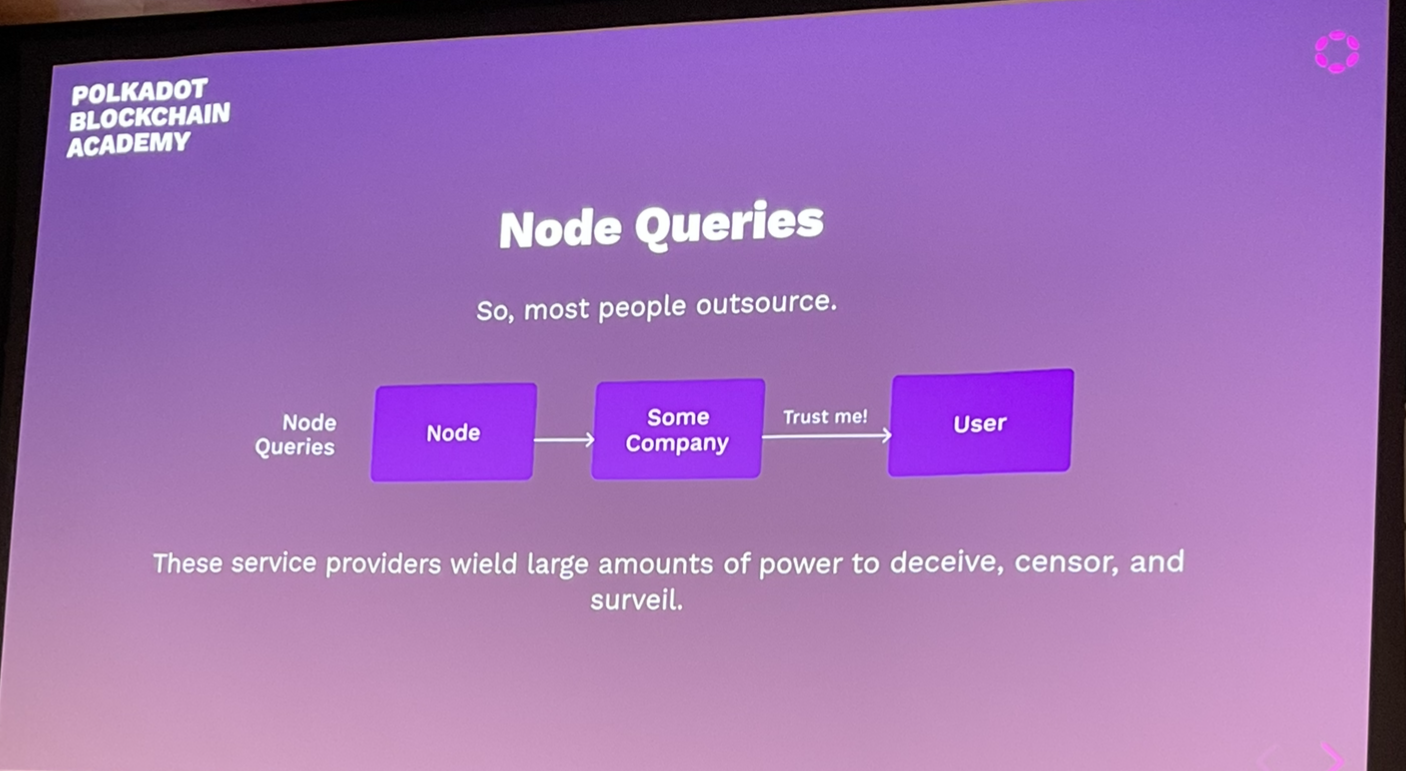 POLKADOT
BLOCKCHAIN
ACADEMY
Node Queries
So, most people outsource.
Node
Queries
Node
Some
Company
Trust me!
User
These service providers wield large amounts of power to deceive, censor, and
surveil.